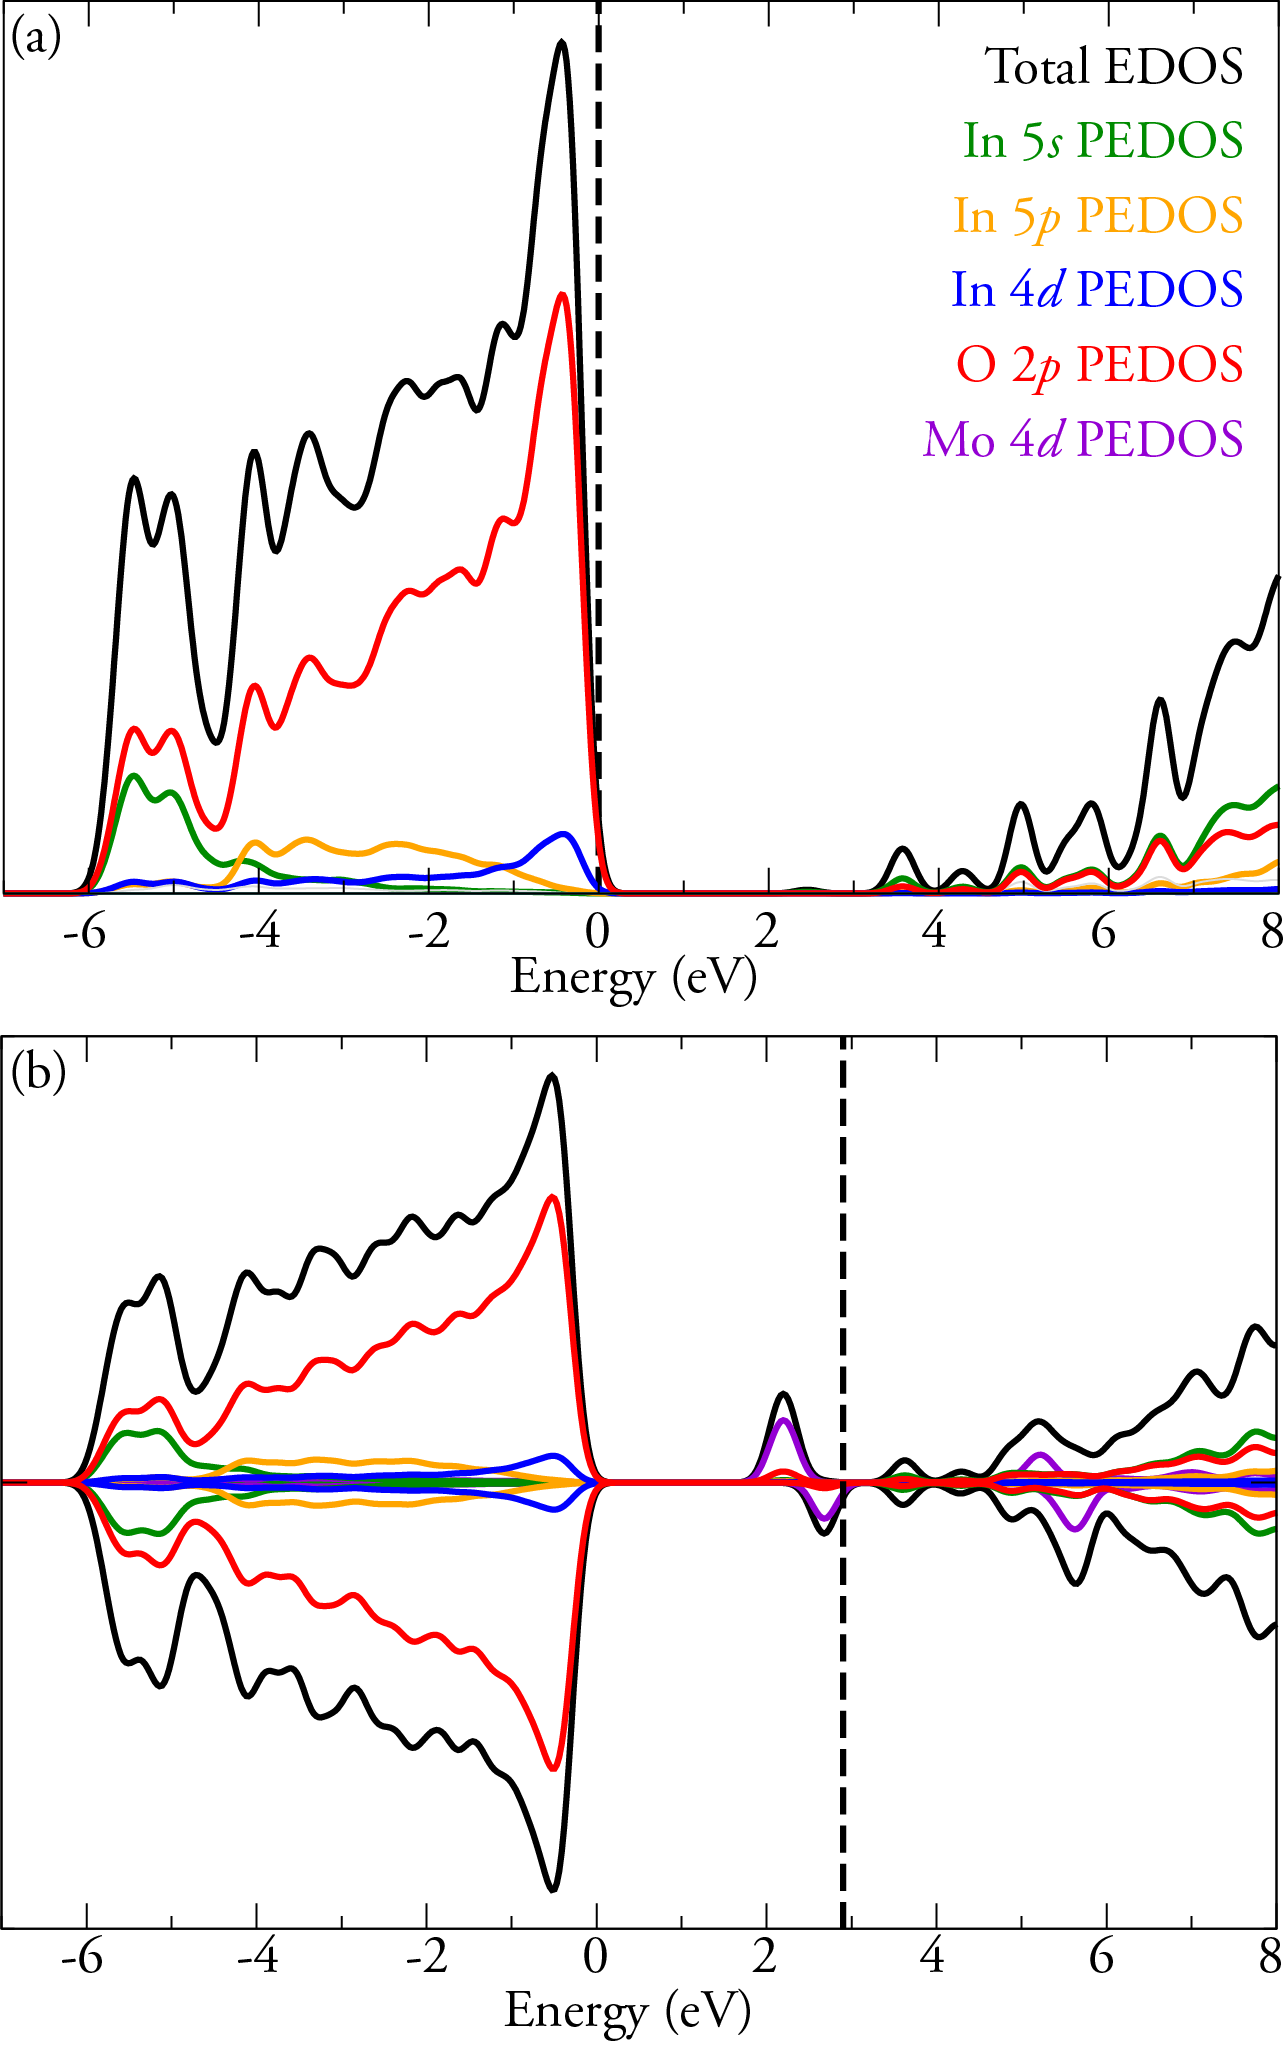 (a)
Total EDOS
In 5s PEDOS
In 5p PEDOS
In 4d PEDOS
O 2p PEDOS
Mo 4d PEDOS
-6 -4 -2 0 2 4 6 8
Energy (eV)
(b)
-6 -4 -2 0 2 4 6 8
Energy (eV)